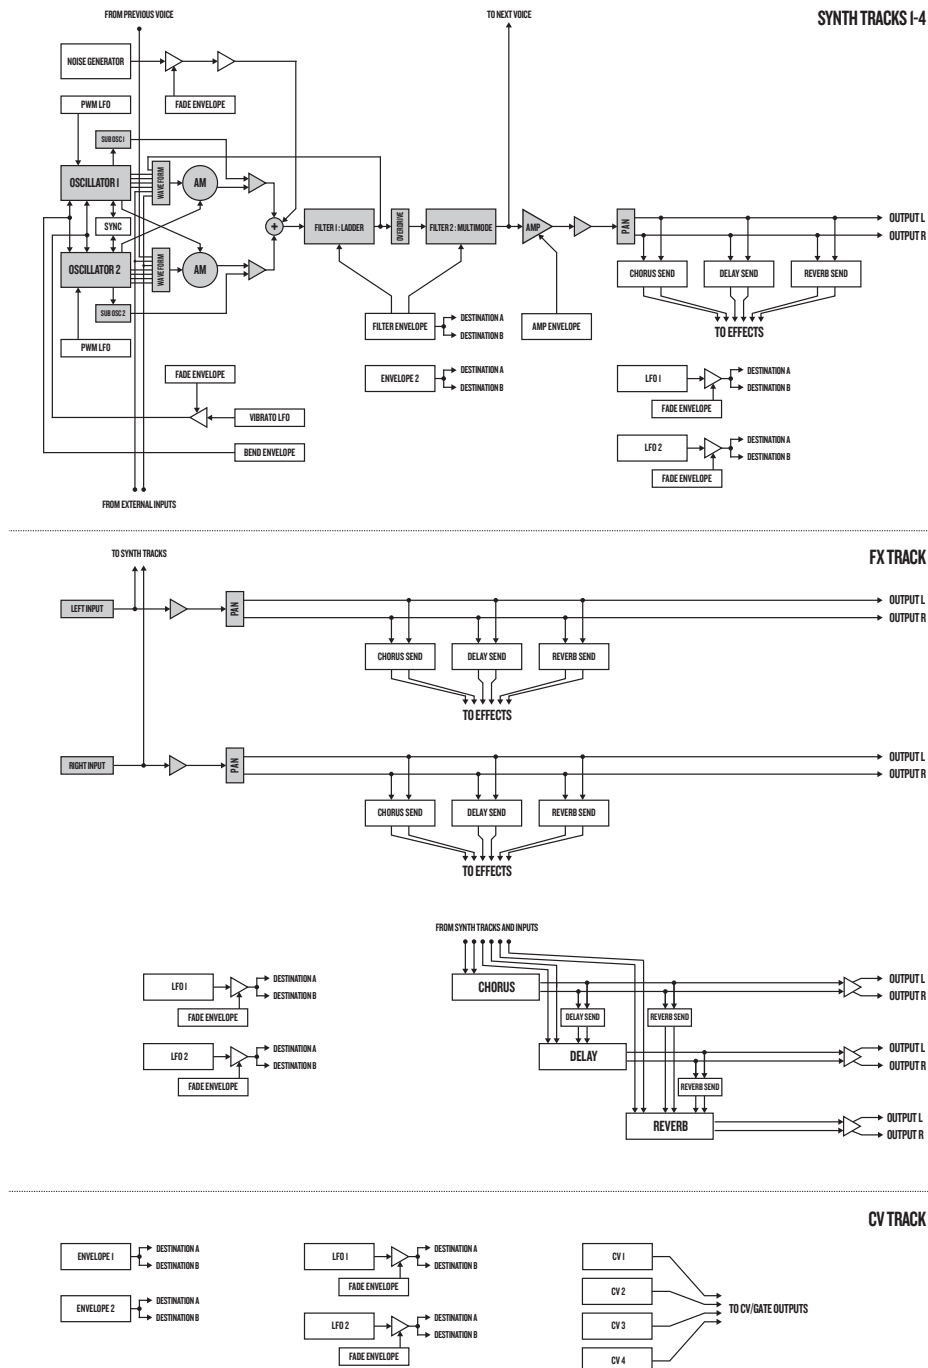 FROM PREVIOUS VOICE
TO NEXT VOICE
SYNTH TRACKS 1-4
NOISE GENERATOR
PWM LFO
FADE ENVELOPE
SUB OSC 1
OSCILLATOR 1
WAVEFORM
AM
SYNC
+
FILTER 1 : LADDER
OVERDRIVE
FILTER 2 : MULTIMODE
AMP
PAN
OUTPUT L
OUTPUT R
OSCILLATOR 2
WAVEFORM
AM
CHORUS SEND
DELAY SEND
REVERB SEND
SUB OSC 2
FILTER ENVELOPE
DESTINATION A
DESTINATION B
AMP ENVELOPE
TO EFFECTS
PWM LFO
FADE ENVELOPE
ENVELOPE 2
DESTINATION A
DESTINATION B
LFO 1
DESTINATION A
DESTINATION B
FADE ENVELOPE
VIBRATO LFO
BEND ENVELOPE
LFO 2
DESTINATION A
DESTINATION B
FADE ENVELOPE
FROM EXTERNAL INPUTS
TO SYNTH TRACKS
FX TRACK
LEFT INPUT
PAN
OUTPUT L
OUTPUT R
CHORUS SEND
DELAY SEND
REVERB SEND
TO EFFECTS
RIGHT INPUT
PAN
OUTPUT L
OUTPUT R
CHORUS SEND
DELAY SEND
REVERB SEND
TO EFFECTS
FROM SYNTH TRACKS AND INPUTS
LFO 1
DESTINATION A
DESTINATION B
FADE ENVELOPE
CHORUS
OUTPUT L
OUTPUT R
DELAY SEND
REVERB SEND
LFO 2
DESTINATION A
DESTINATION B
FADE ENVELOPE
DELAY
OUTPUT L
OUTPUT R
REVERB SEND
REVERB
OUTPUT L
OUTPUT R
CV TRACK
ENVELOPE 1
DESTINATION A
DESTINATION B
LFO 1
DESTINATION A
DESTINATION B
FADE ENVELOPE
CV 1
CV 2
ENVELOPE 2
DESTINATION A
DESTINATION B
TO CV/GATE OUTPUTS
LFO 2
DESTINATION A
DESTINATION B
FADE ENVELOPE
CV 3
CV 4